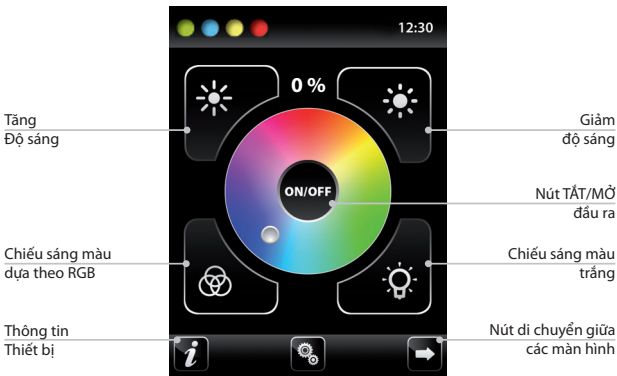 12:30
0 %
Tăng
Độ sáng
Giảm
độ sáng
ON/OFF
Nút TẮT/MỞ
đầu ra
Chiếu sáng màu
dựa theo RGB
Chiếu sáng màu
trắng
Thông tin
Thiết bị
i
Nút di chuyển giữa
các màn hình